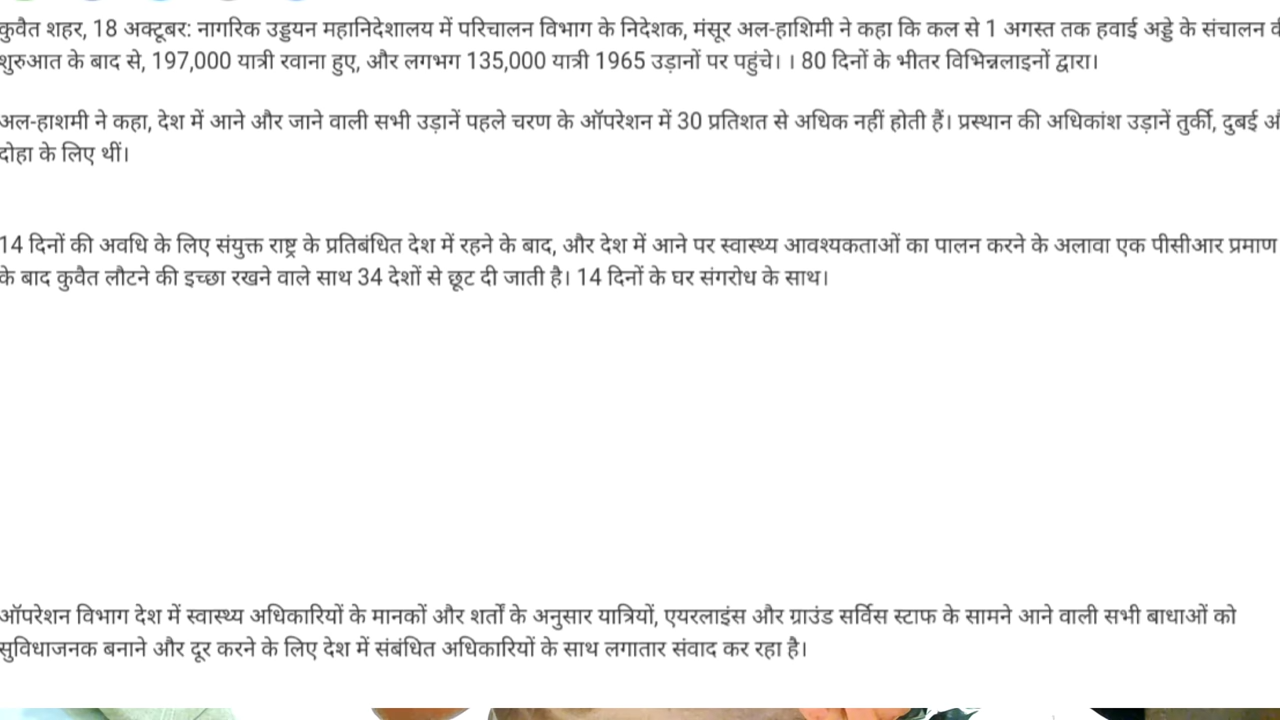 कुवैत शहर, 18 अक्टूबर: नागरिक उड्डयन महानिदेशालय में परिचालन विभाग के निदेशक, मंसूर अल-हाशिमी ने कहा कि कल से 1 अगस्त तक हवाई अड्डे के संचालन
शुरुआत के बाद से, 197,000 यात्री रवाना हुए, और लगभग 135,000 यात्री 1965 उड़ानों पर पहुंचे। । 80 दिनों के भीतर विभिन्नलाइनों द्वारा।
अल-हाशमी ने कहा, देश में आने और जाने वाली सभी उड़ानें पहले चरण के ऑपरेशन में 30 प्रतिशत से अधिक नहीं होती हैं। प्रस्थान की अधिकांश उड़ानें तुर्की, दुबई
दोहा के लिए थीं।
14 दिनों की अवधि के लिए संयुक्त राष्ट्र के प्रतिबंधित देश में रहने के बाद, और देश में आने पर स्वास्थ्य आवश्यकताओं का पालन करने के अलावा एक पीसीआर प्रमाण
के बाद कुवैत लौटने की इच्छा रखने वाले साथ 34 देशों से छूट दी जाती है। 14 दिनों के घर संगरोध के साथ।
ऑपरेशन विभाग देश में स्वास्थ्य अधिकारियों के मानकों और शर्तों के अनुसार यात्रियों, एयरलाइंस और ग्राउंड सर्विस स्टाफ के सामने आने वाली सभी बाधाओं को
सुविधाजनक बनाने और दूर करने के लिए देश में संबंधित अधिकारियों के साथ लगातार संवाद कर रहा है।